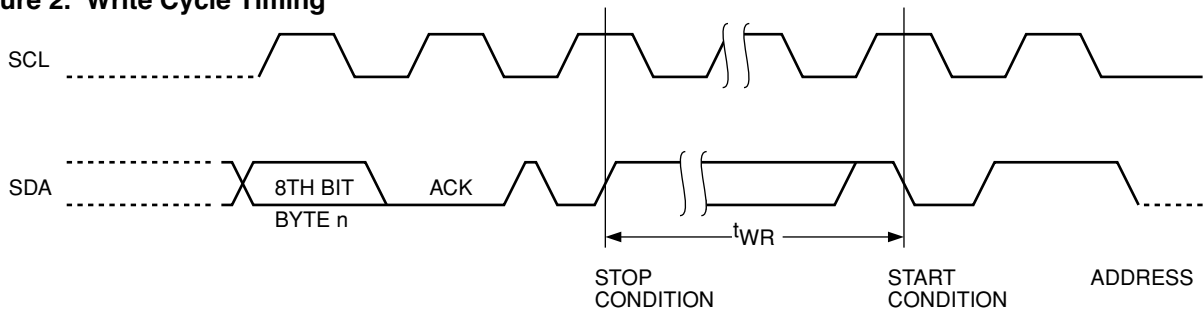 ure 2. Write Cycle Timing
SCL
SDA
8TH BIT
ACK
BYTE n
tWR
STOP
CONDITION
START
CONDITION
ADDRESS